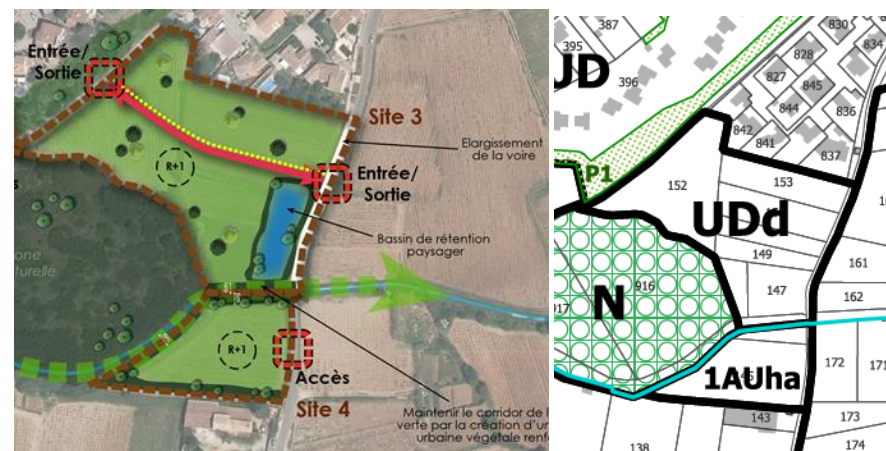 Entrée/
Sortie
Site 3
Elargissement
de la voire
R+1
Entrée/
Sortie
Bassin de rétention
paysager
R+1
Accès
Site 4
Maintenir le corridor de l
verte par la création d'un
urbaine végétale renf
387
395
UD
396
830
828
834
827
845
844
836
842
841
837
P1
152
153
UDd
149
161
147
162
N
916
1AUha
172
171
143
173
138
174